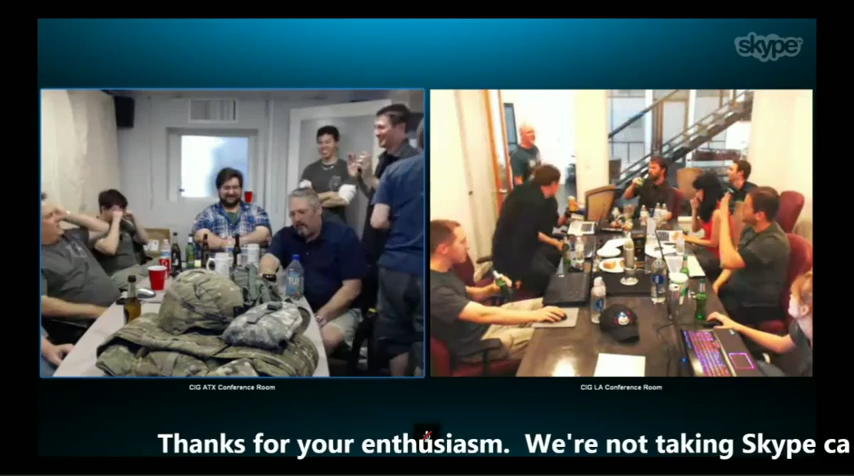 skype
CIG ATX Conference Room
CIG LA Conference Room
Thanks for your enthusiasm. We're not taking Skype ca